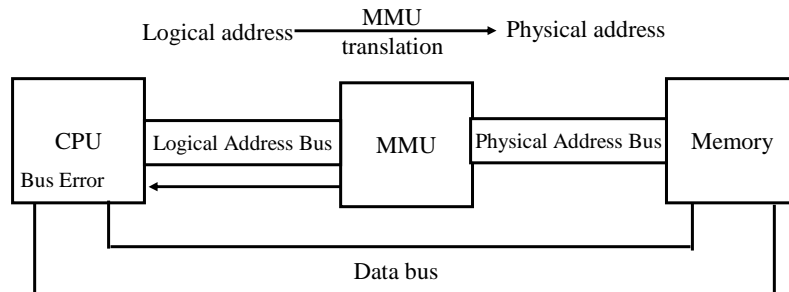 MMU
Logical address
translation
Physical address
CPU
Logical Address Bus
MMU
Physical Address Bus
Memory
Bus Error
Data bus